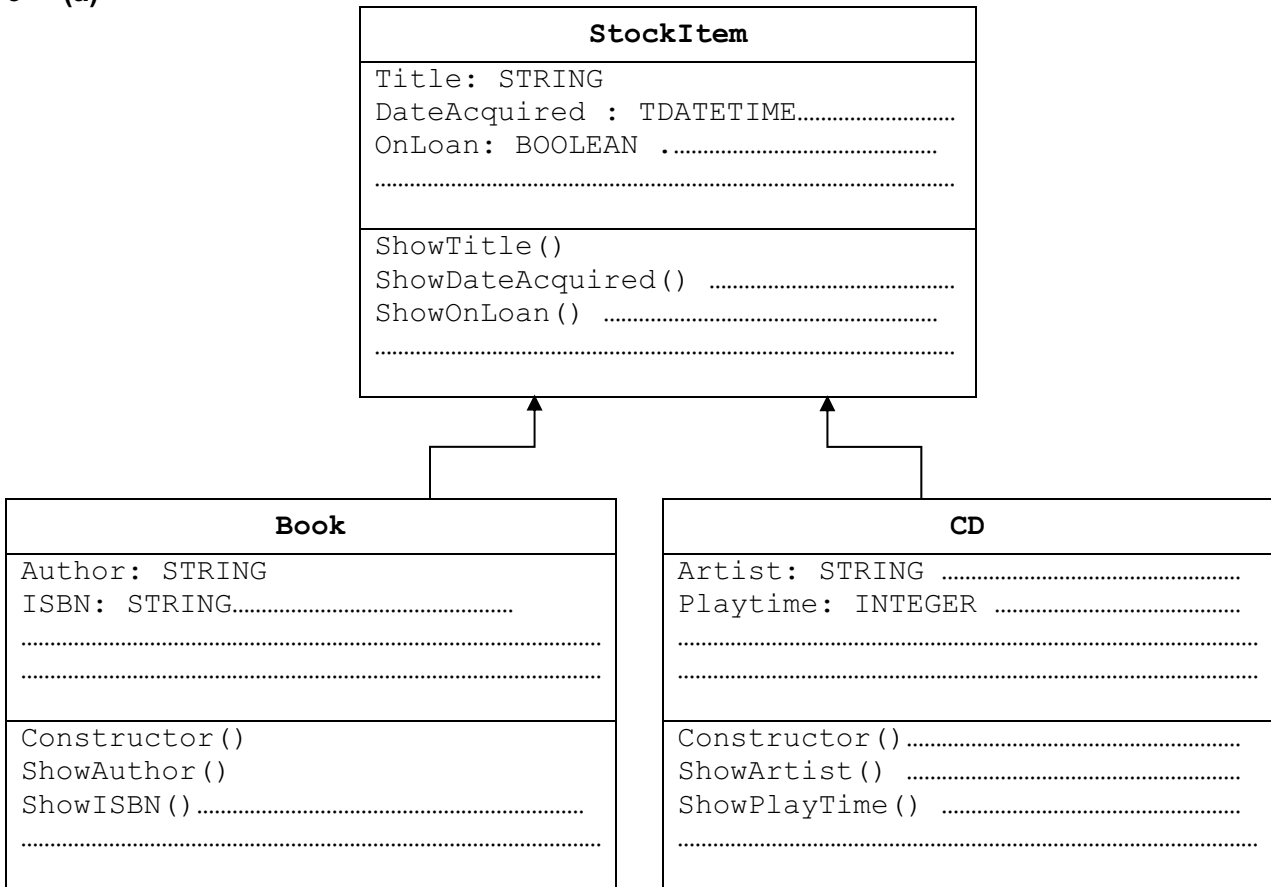 (a)
StockItem
Title: STRING
DateAcquired : TDATETIME..............................
OnLoan: BOOLEAN ...............................................
....................................................................................................
ShowTitle()
ShowDateAcquired() ...........................................
ShowOnLoan() .........................................................
....................................................................................................
Book
Author: STRING
ISBN: STRING................................................
....................................................................................................
....................................................................................................
Constructor()
ShowAuthor()
ShowISBN()..................................................................
....................................................................................................
CD
Artist: STRING ...................................................
Playtime: INTEGER ..........................................
....................................................................................................
....................................................................................................
Constructor().........................................................
ShowArtist() .........................................................
ShowPlayTime() ...................................................
....................................................................................................